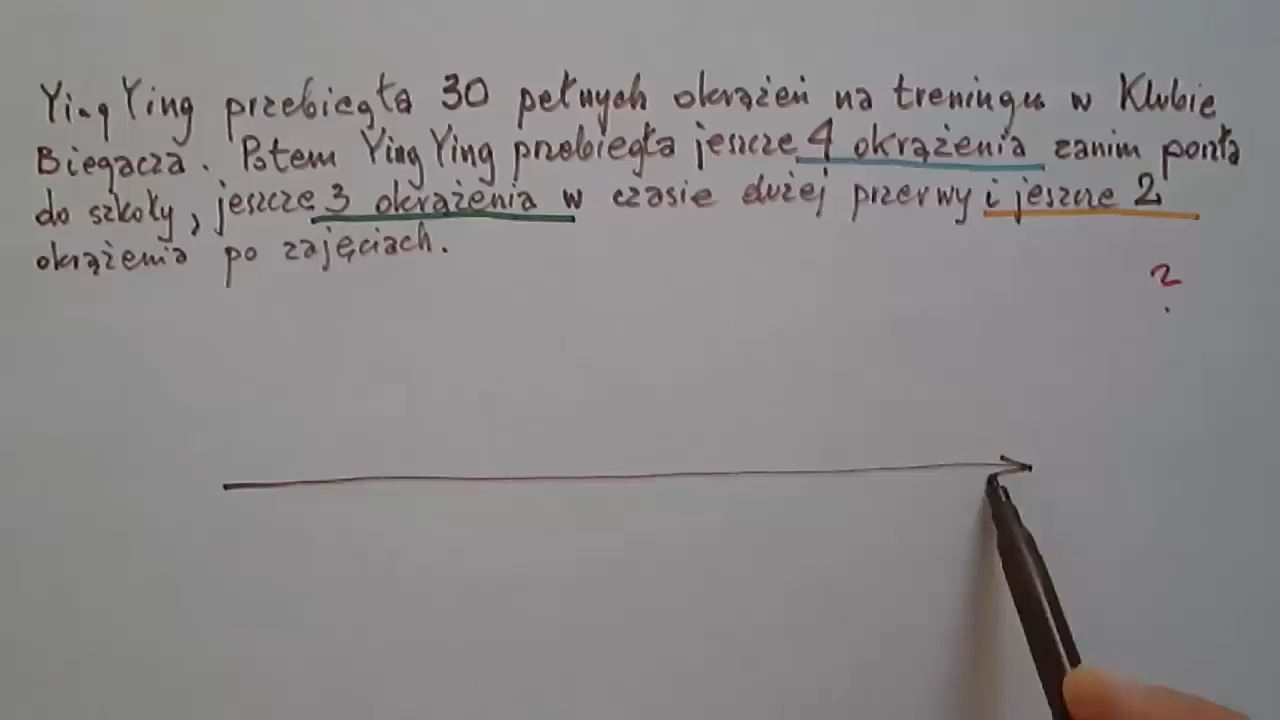 Ying Ying przebiegła 30 pełnych okrążeń na treningu w Klubie
Biegacza. Potem Ying Ying przebiegła jeszcze 4 okrążenia zanim poszła
do szkoły, jeszcze 3 okrążenia w czasie dużej przerwy i jeszcze 2
okrążenia po zajęciach.
?